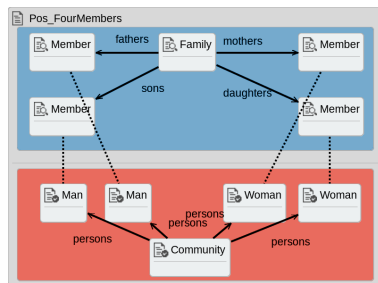 Pos_FourMembers
Member fathers Family mothers Member
sons daughters
Member Member
Man Man Woman Woman
persons
persons
persons persons
Community